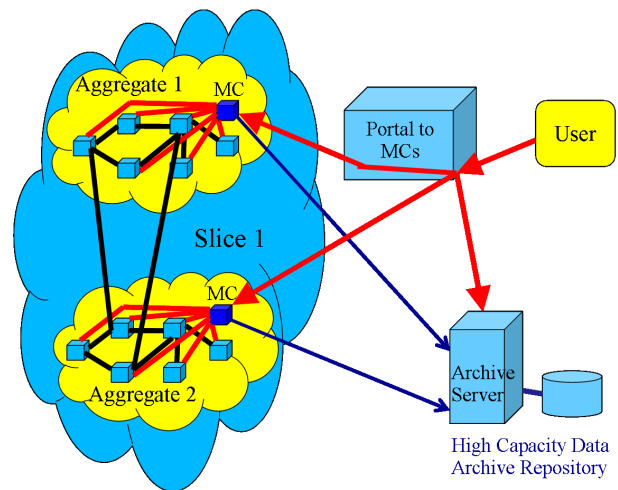 Aggregate 1
MC
Portal to
MCs
User
Slice 1
MC
Aggregate 2
Archive
Server
High Capacity Data
Archive Repository